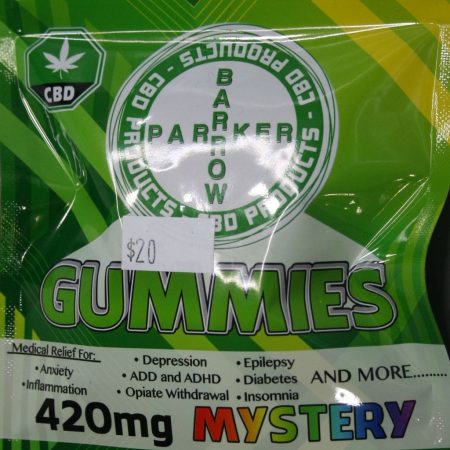 CBD
CBD PRODUCTS - CBD PRODUCTS - CBD PRODUCTS -
BARROW
PARKER
$20
GUMMIES
Medical Relief For:
• Anxiety
• Inflammation
• Depression
• ADD and ADHD
• Opiate Withdrawal
• Epilepsy
• Diabetes
• Insomnia
AND MORE.........
420mg MYSTERY